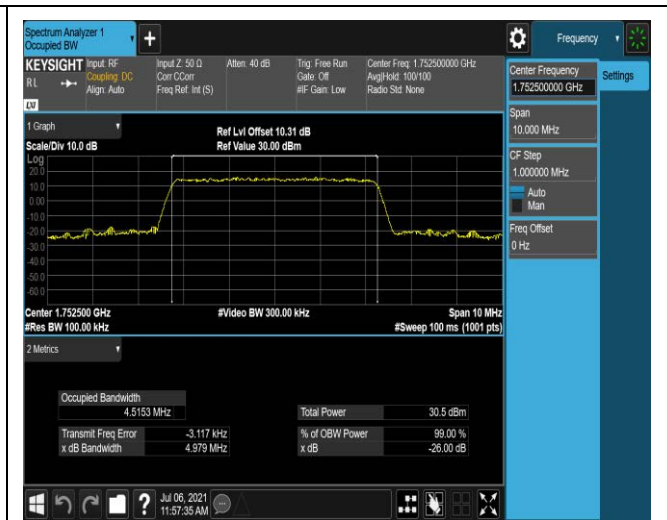 Spectrum Analyzer 1
Occupied BW
Frequency
KEYSIGHT
RL
LXI
Input: RF
Coupling: DC
Align: Auto
Input Z: 50 Ω
Corr CCorr
Freq Ref: Int (S)
Atten: 40 dB
Trig: Free Run
Gate: Off
#IF Gain: Low
Center Freq: 1.752500000 GHz
Avg|Hold: 100/100
Radio Std: None
Center Frequency
1.752500000 GHz
Settings
Span
10.000 MHz
CF Step
1.000000 MHz
Auto
Man
Freq Offset
0 Hz
1 Graph
Scale/Div 10.0 dB
Ref Lvl Offset 10.31 dB
Ref Value 30.00 dBm
Log
20.0
10.0
0.00
-10.0
-20.0
-30.0
-40.0
-50.0
-60.0
Center 1.752500 GHz
#Video BW 300.00 kHz
Span 10 MHz
#Res BW 100.00 kHz
#Sweep 100 ms (1001 pts)
2 Metrics
Occupied Bandwidth
4.5153 MHz
Total Power 30.5 dBm
Transmit Freq Error -3.117 kHz
% of OBW Power 99.00 %
x dB Bandwidth 4.979 MHz
x dB -26.00 dB
?
Jul 06, 2021
11:57:35 AM